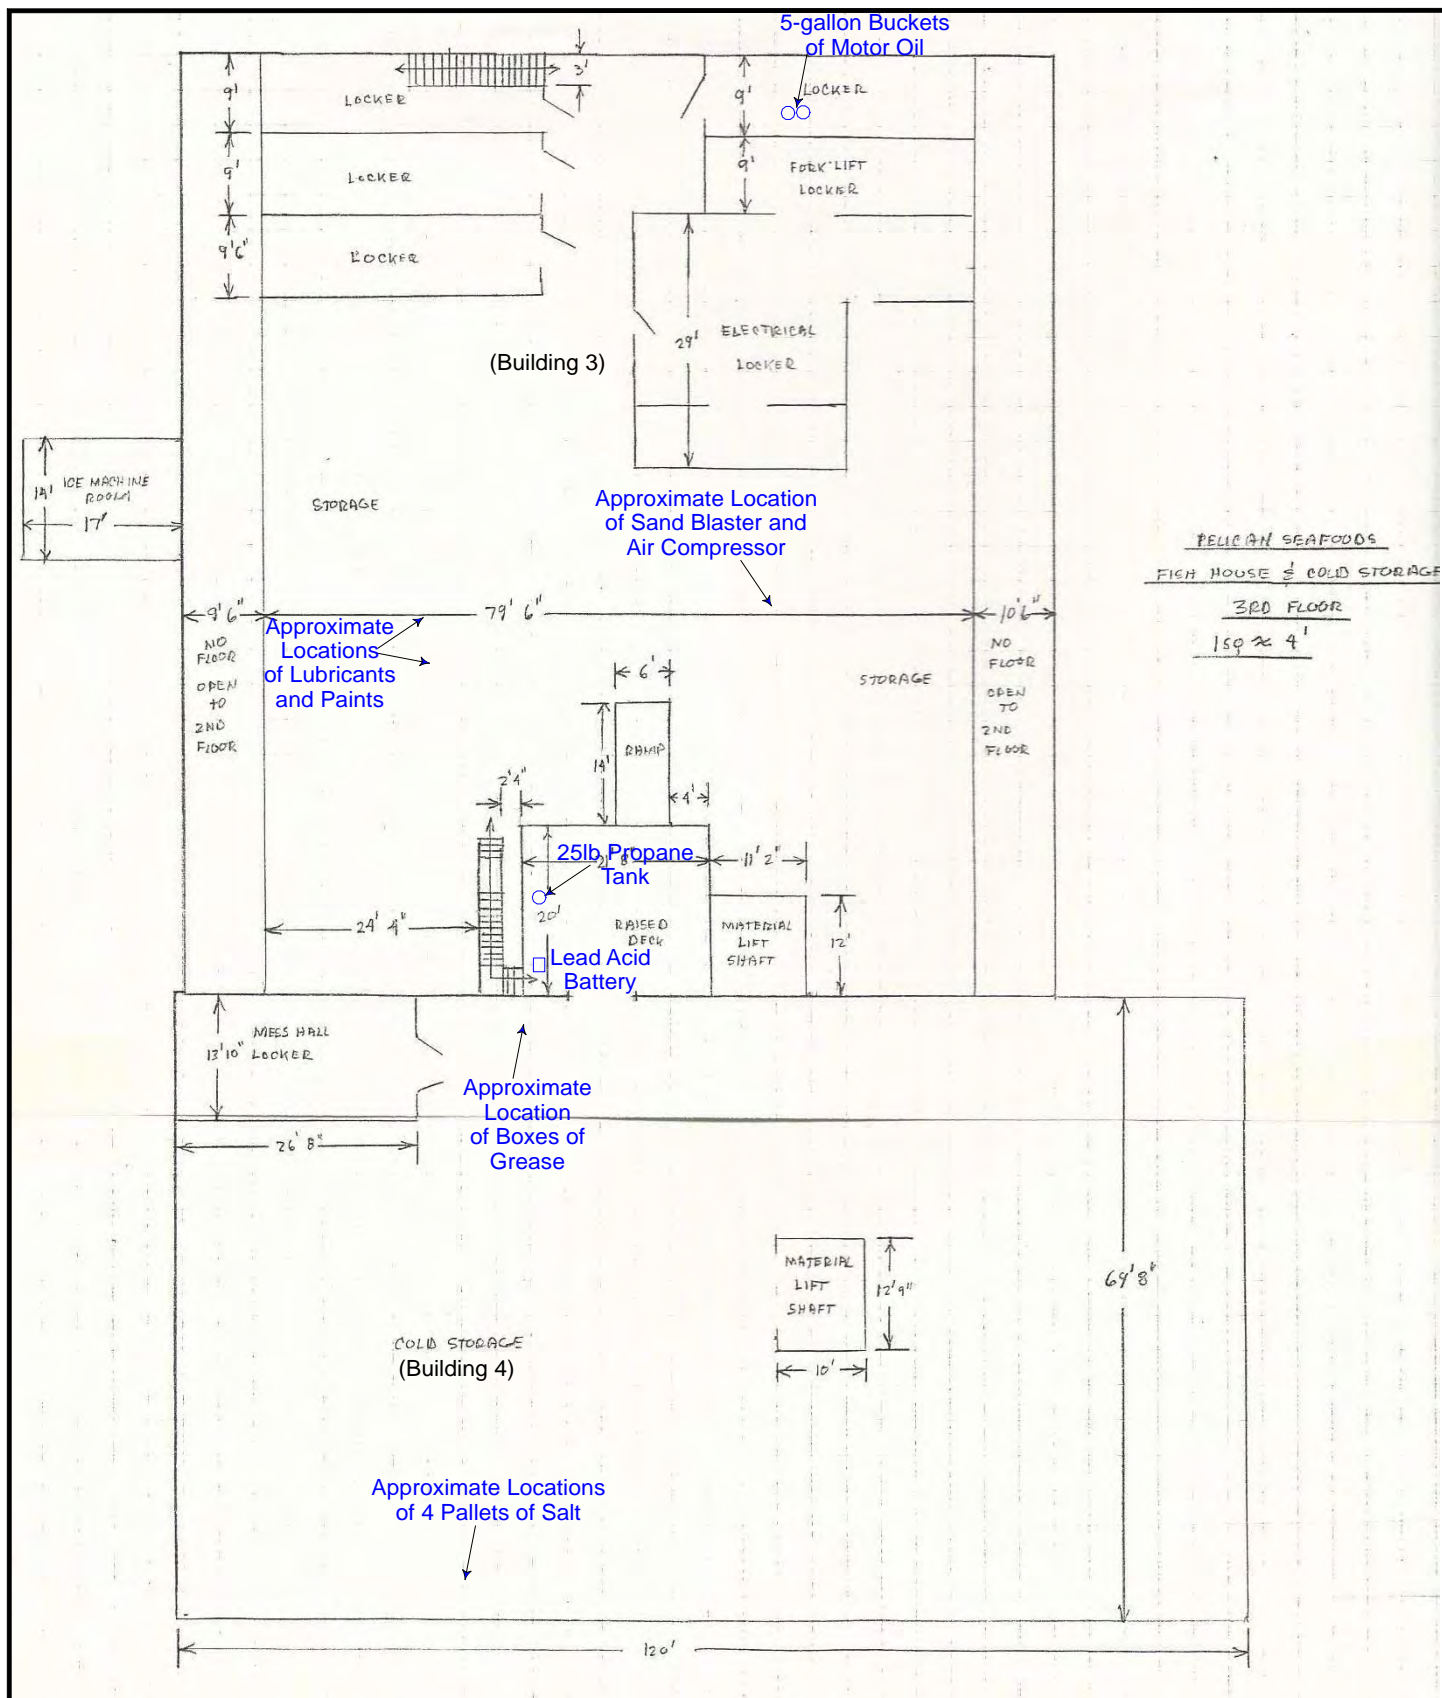 5-gallon Buckets
of Motor Oil
3'
9'
LOCKER
9'
LOCKER
9'
LOCKER
9'
FORK LIFT
LOCKER
9'6"
LOCKER
29'
ELECTRICAL
LOCKER
(Building 3)
14'
ICE MACHINE
ROOM
17'
STORAGE
Approximate Location
of Sand Blaster and
Air Compressor
PELICAN SEAFOODS
FISH HOUSE & COLD STORAGE
3RD FLOOR
1 SQ ≈ 4'
9' 6"
79' 6"
10' 6"
NO
FLOOR
OPEN
TO
2ND
FLOOR
Approximate
Locations
of Lubricants
and Paints
NO
FLOOR
OPEN
TO
2ND
FLOOR
STORAGE
6'
RAMP
14'
2'4"
4'
21' 8"
11' 2"
25lb Propane
Tank
20'
24' 4"
RAISED
DECK
MATERIAL
LIFT
SHAFT
12'
Lead Acid
Battery
MESS HALL
LOCKER
13'10"
26' 8"
Approximate
Location
of Boxes of
Grease
MATERIAL
LIFT
SHAFT
12'9"
10'
69'8"
COLD STORAGE
(Building 4)
Approximate Locations
of 4 Pallets of Salt
120'